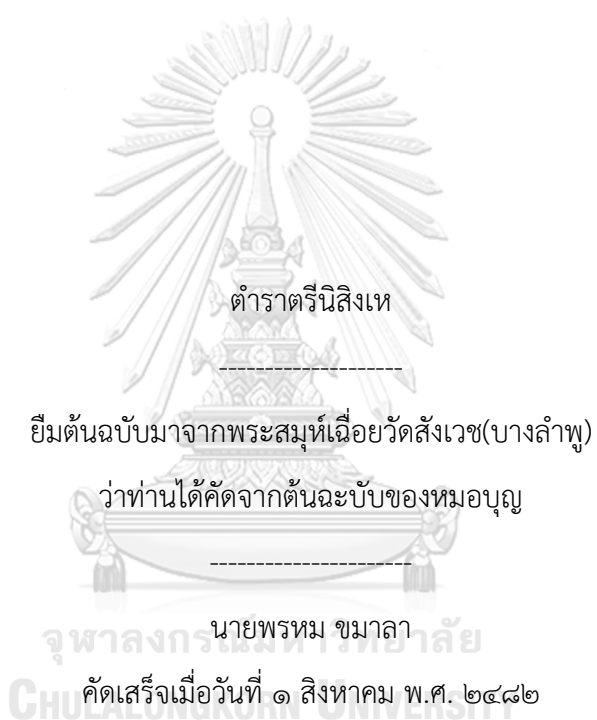 ตำราตรีนิสิงเห
----------------------
ยืมต้นฉบับมาจากพระสมุห์เฉื่อยวัดสังเวช(บางลำพู)
ว่าท่านได้คัดจากต้นฉะบับของหมอบุญ
------------------------
นายพรหม ขมาลา
จุฬาลงกรณ์มหาวิทยาลัย
คัดเสร็จเมื่อวันที่ ๑ สิงหาคม พ.ศ. ๒๔๘๒
CHULALONGKORN UNIVERSITY